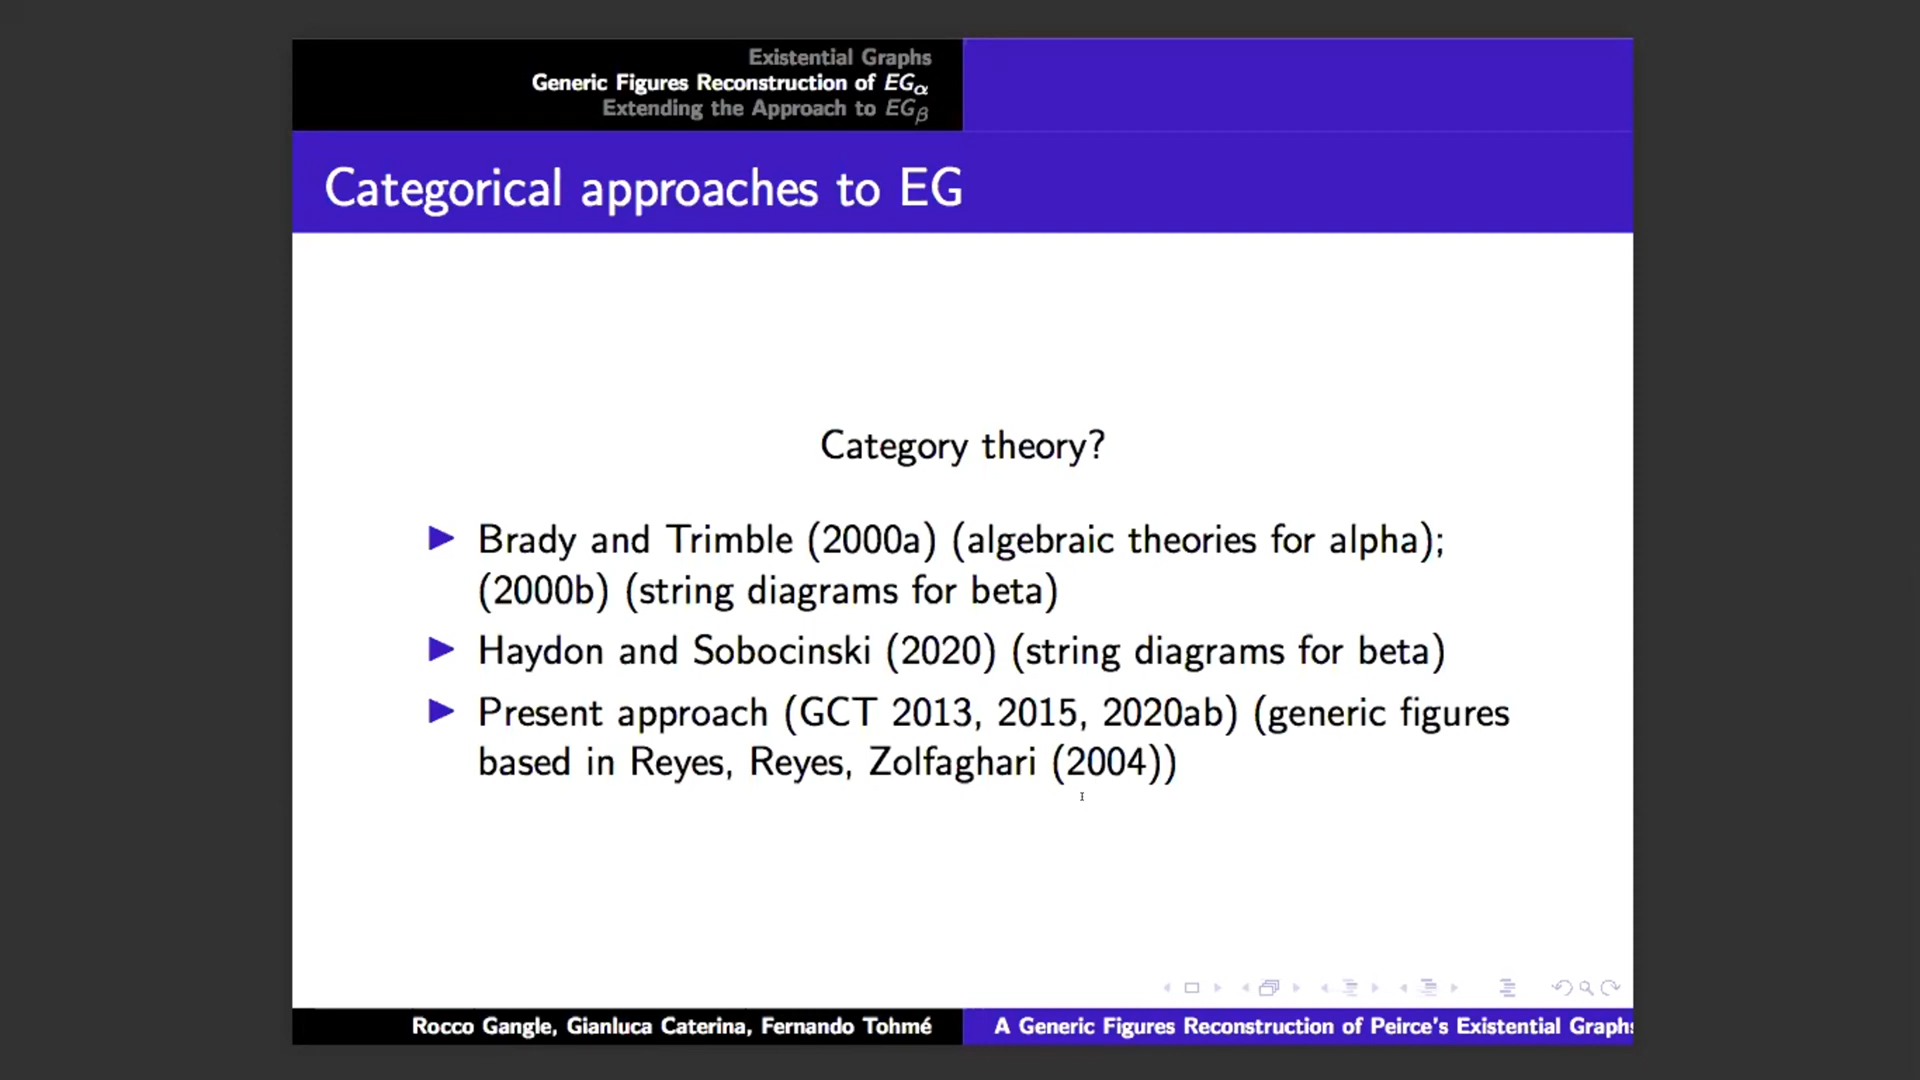 Existential Graphs
Generic Figures Reconstruction of EGα
Extending the Approach to EGβ
Categorical approaches to EG
Category theory?
Brady and Trimble (2000a) (algebraic theories for alpha);
(2000b) (string diagrams for beta)
Haydon and Sobocinski (2020) (string diagrams for beta)
Present approach (GCT 2013, 2015, 2020ab) (generic figures
based in Reyes, Reyes, Zolfaghari (2004))
Rocco Gangle, Gianluca Caterina, Fernando Tohmé
A Generic Figures Reconstruction of Peirce's Existential Graphs